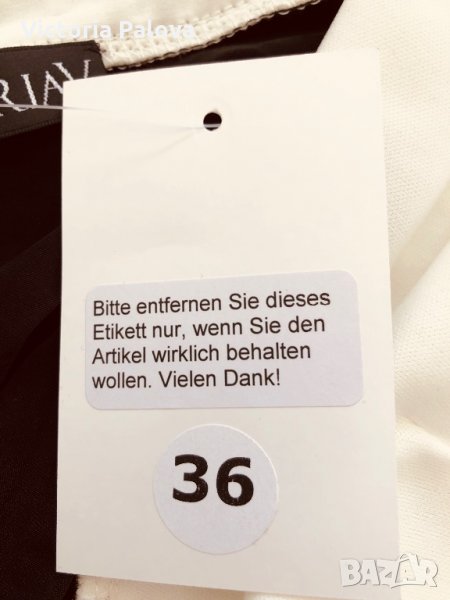 Victoria Palova
RJAV
Bitte entfernen Sie dieses
Etikett nur, wenn Sie den
Artikel wirklich behalten
wollen. Vielen Dank!
36
BAZAR